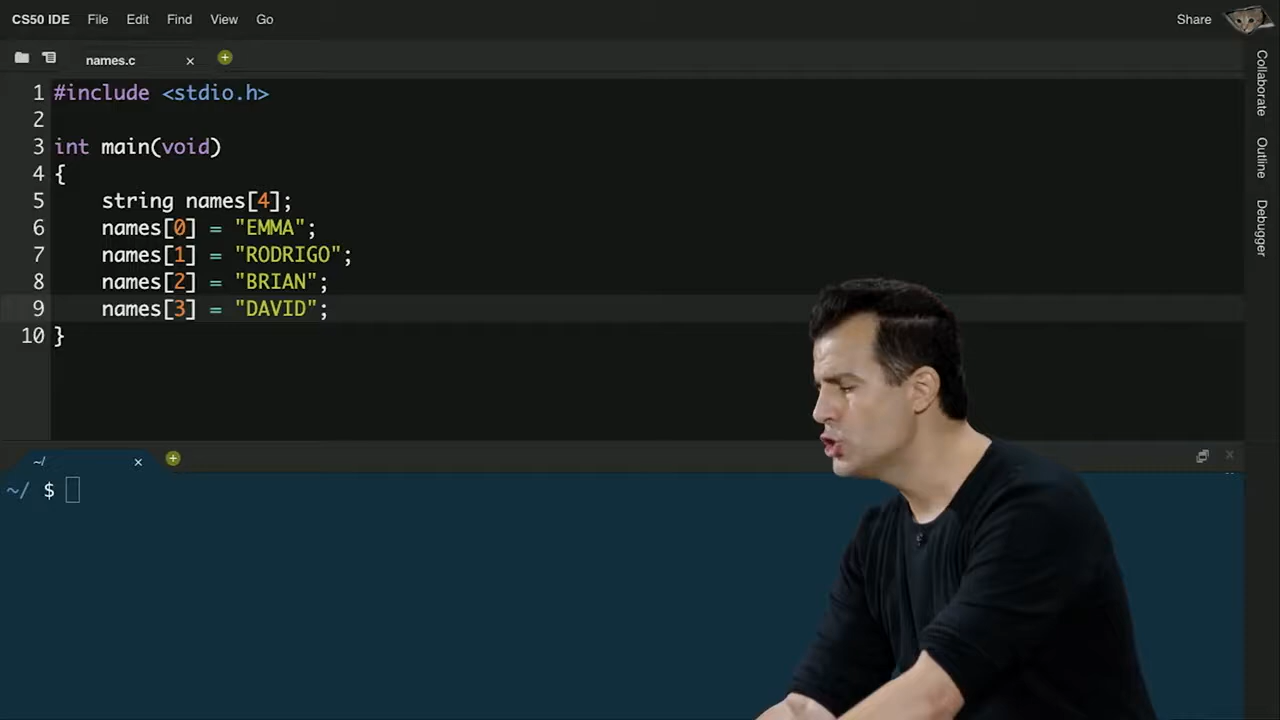 CS50 IDE File Edit Find View Go Share
names.c
1 #include <stdio.h>
2
3 int main(void)
4 {
5     string names[4];
6     names[0] = "EMMA";
7     names[1] = "RODRIGO";
8     names[2] = "BRIAN";
9     names[3] = "DAVID";
10 }
Collaborate
Outline
Debugger
~/
~/ $